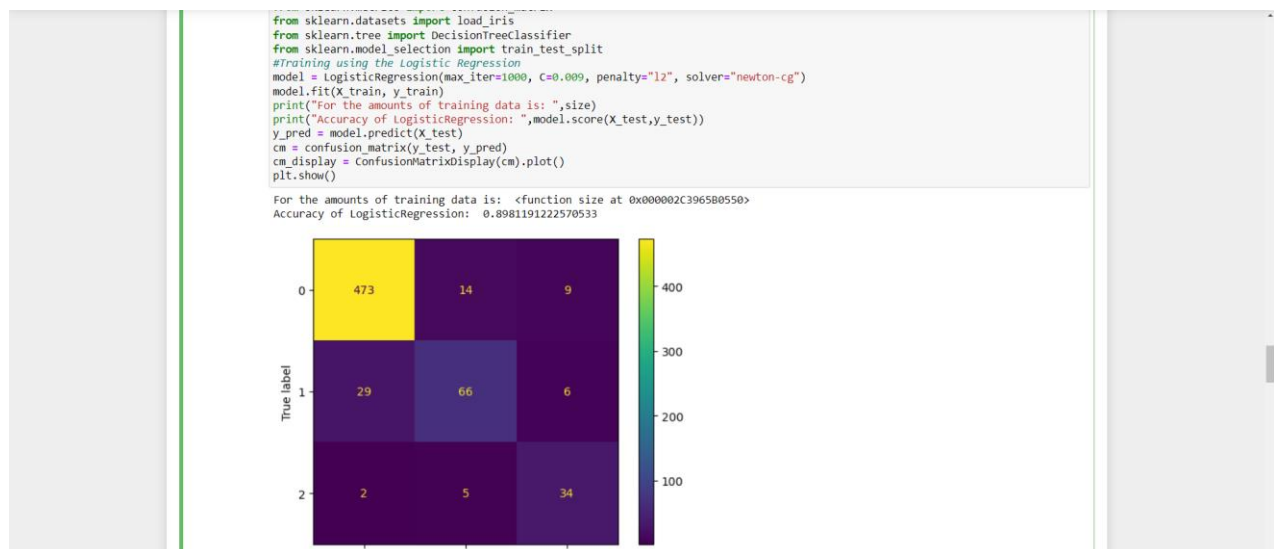 from sklearn.metrics import confusion_matrix
from sklearn.datasets import load_iris
from sklearn.tree import DecisionTreeClassifier
from sklearn.model_selection import train_test_split
#Training using the Logistic Regression
model = LogisticRegression(max_iter=1000, C=0.009, penalty="l2", solver="newton-cg")
model.fit(X_train, y_train)
print("For the amounts of training data is: ",size)
print("Accuracy of LogisticRegression: ",model.score(X_test,y_test))
y_pred = model.predict(X_test)
cm = confusion_matrix(y_test, y_pred)
cm_display = ConfusionMatrixDisplay(cm).plot()
plt.show()
For the amounts of training data is:  <function size at 0x000002C3965B0550>
Accuracy of LogisticRegression:  0.8981191222570533
0 473 14 9
400
300
True label
1 29 66 6
200
100
2 2 5 34